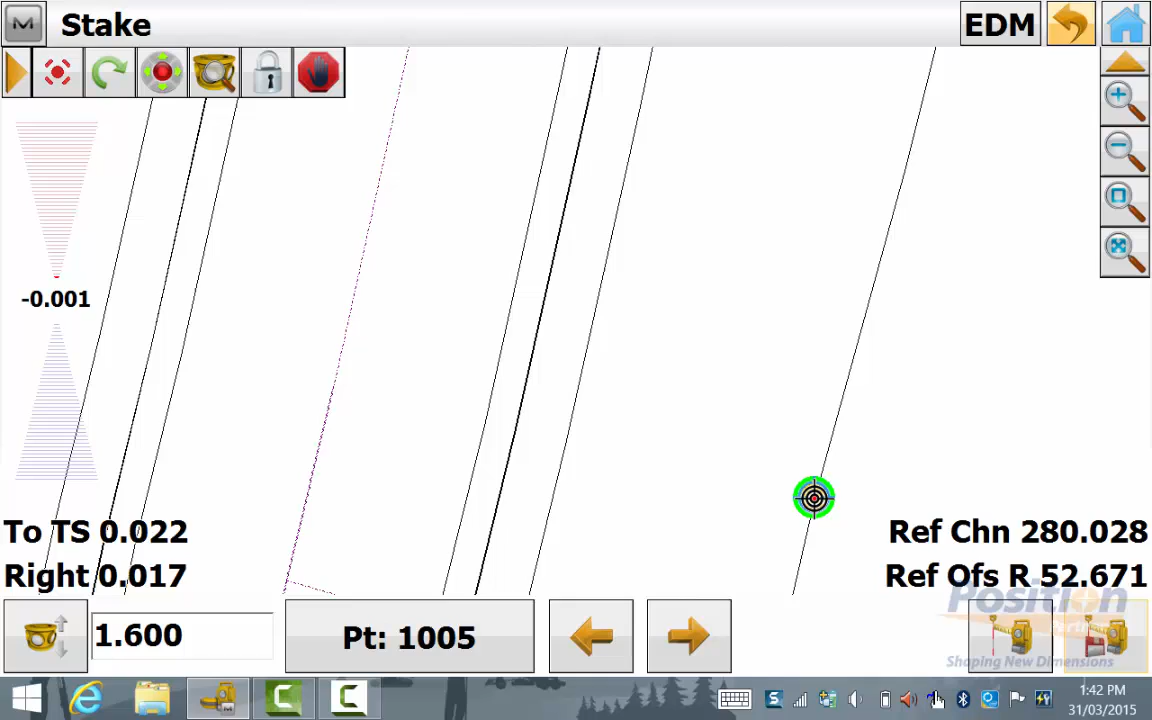 M Stake EDM
-0.001
To TS 0.022
Ref Chn 280.028
Right 0.017
Ref Ofs R 52.671
1.600
Pt: 1005
Position
Partners
Shaping New Dimensions
1:42 PM
31/03/2015